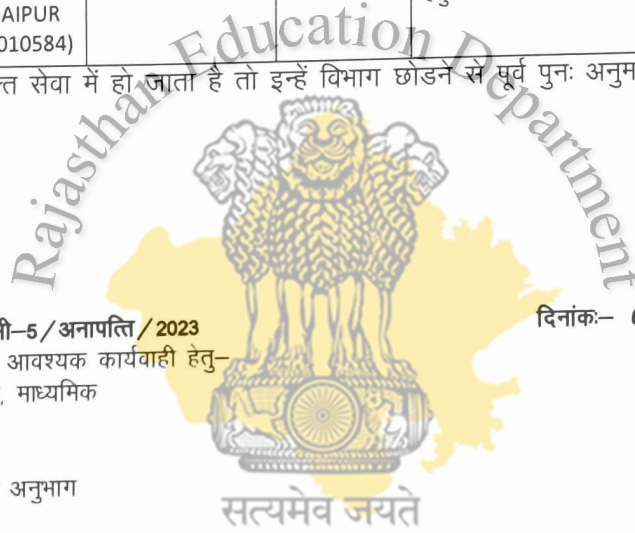 AIPUR
010584)
सेवा में हो जाता है तो इन्हें विभाग छोडने से पूर्व पुनः अनुम
Rajasthan Education Department
–5/अनापत्ति/2023
दिनांकः–
आवश्यक कार्यवाही हेतु–
, माध्यमिक
अनुभाग
सत्यमेव जयते